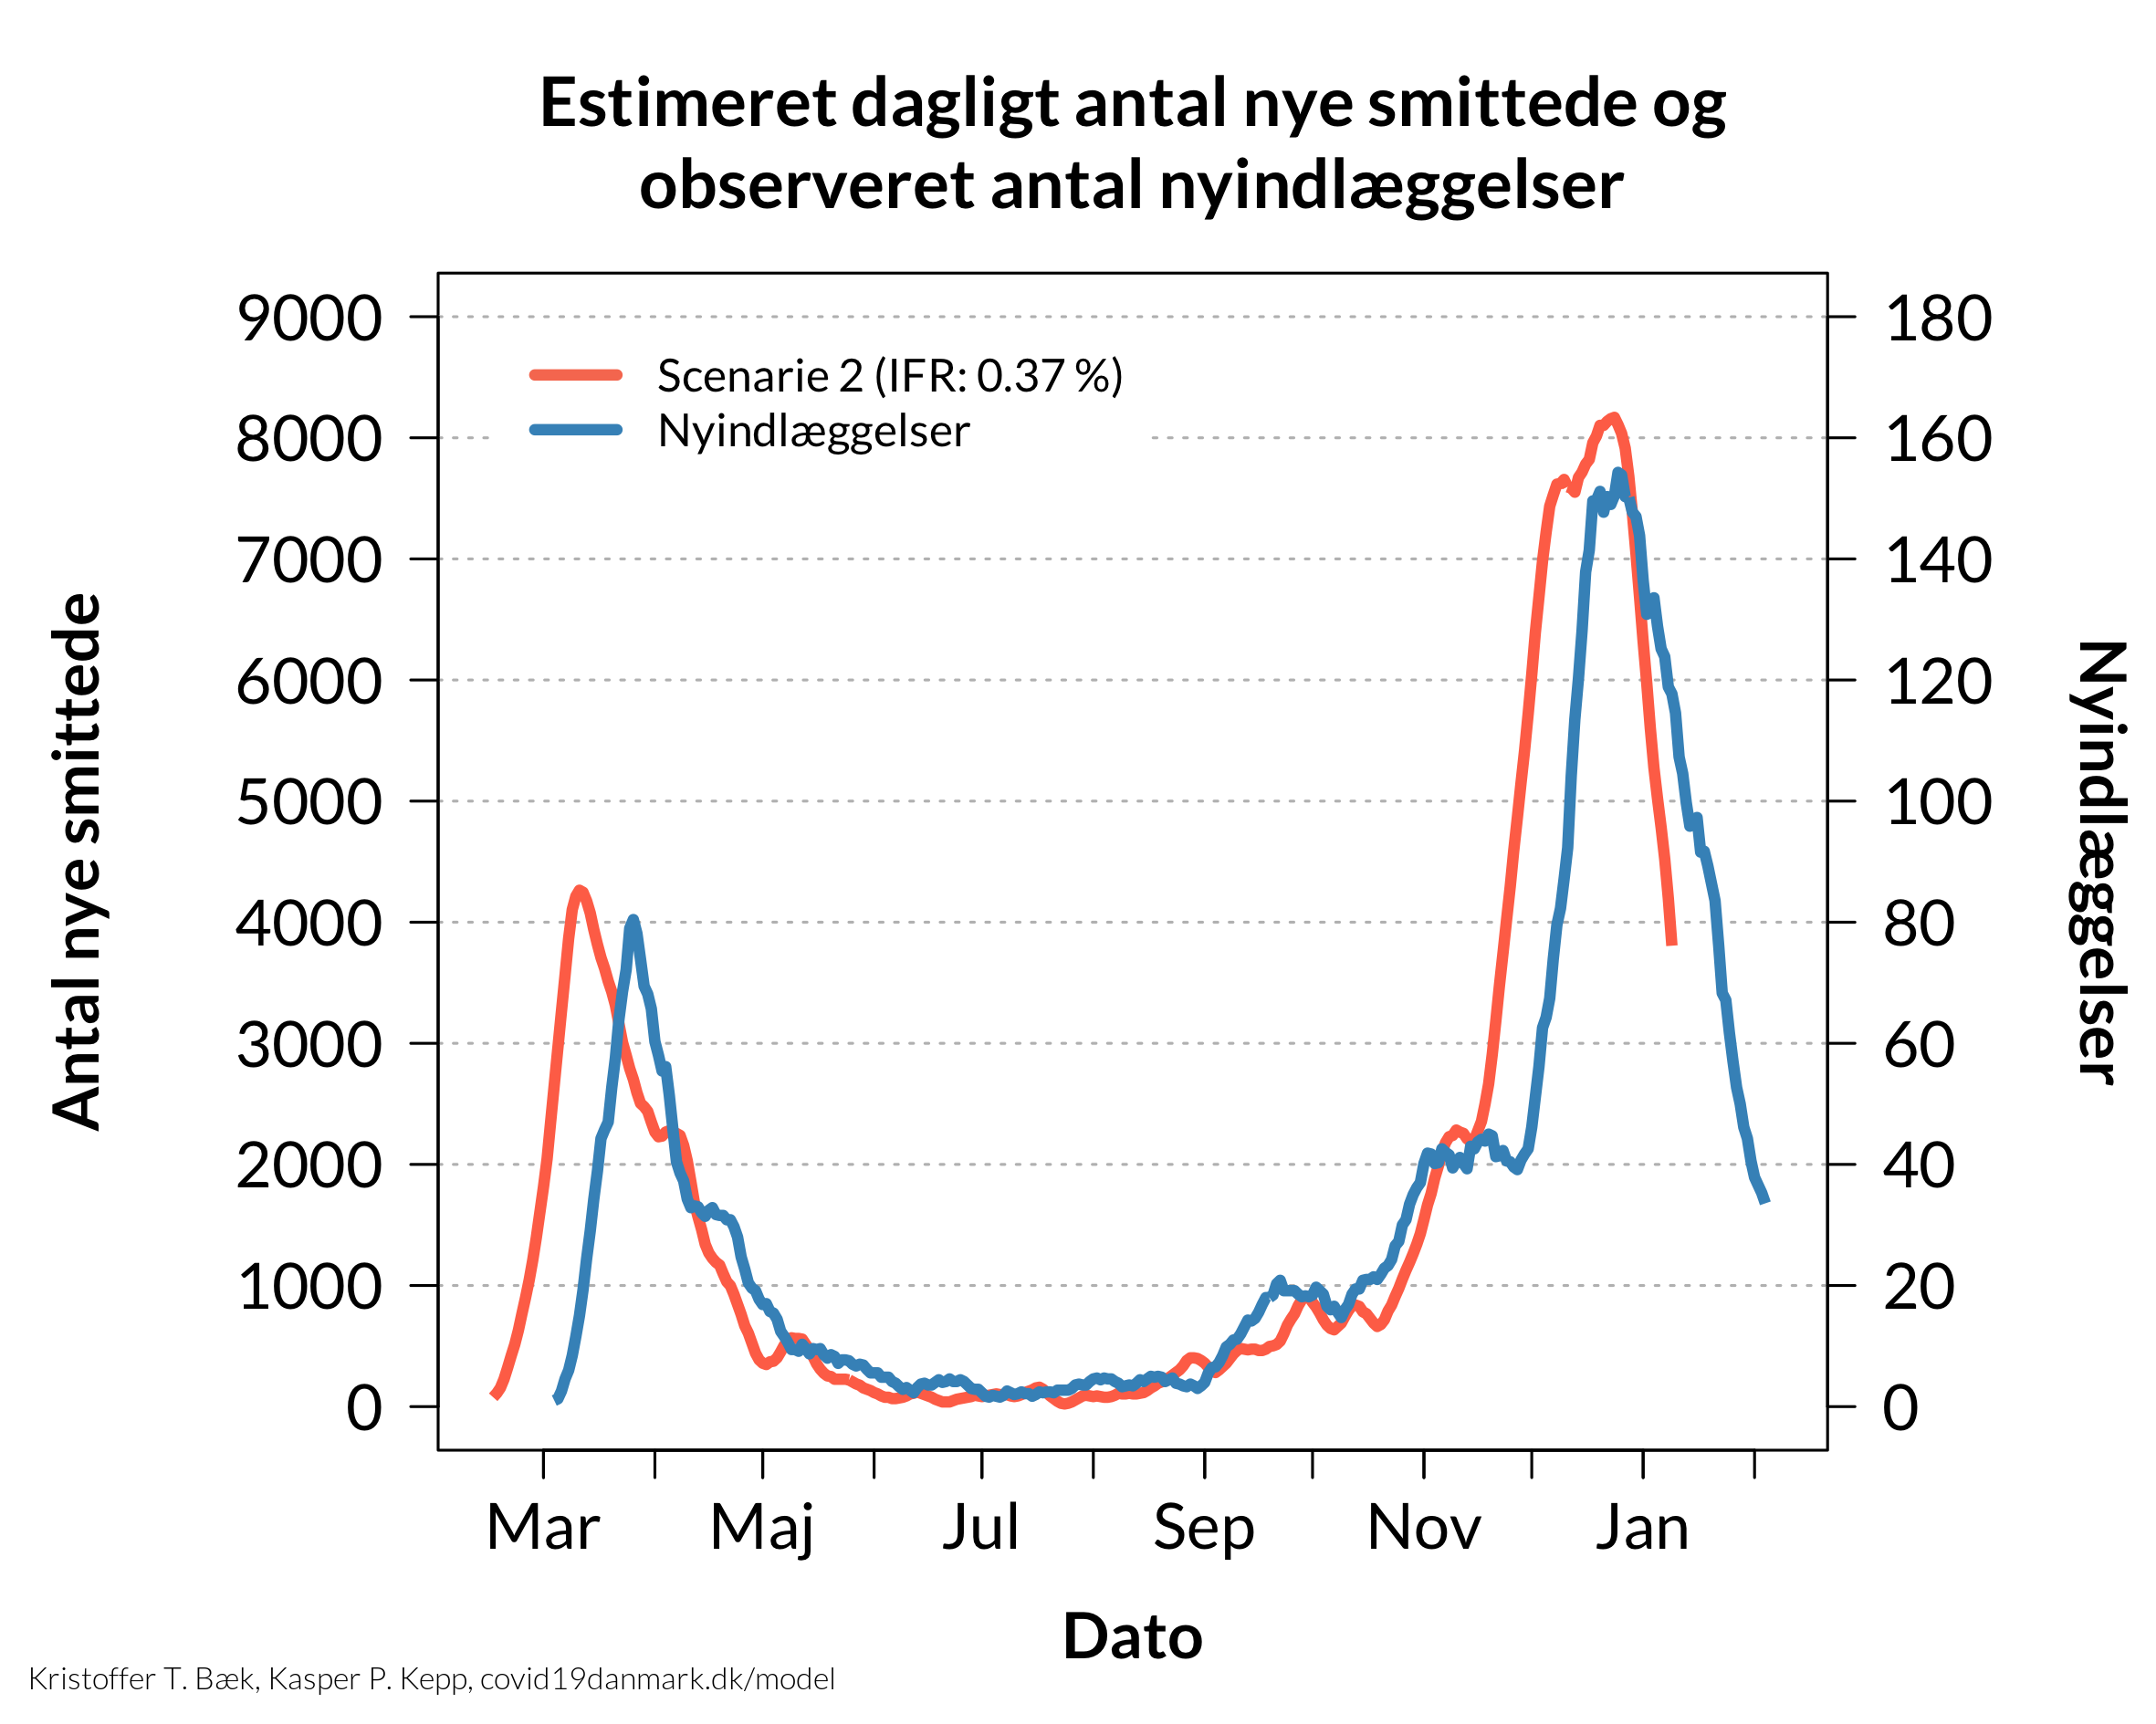 Estimeret dagligt antal nye smittede og
observeret antal nyindlæggelser
Scenarie 2 (IFR: 0.37 %)
Nyindlæggelser
Antal nye smittede
9000
8000
7000
6000
5000
4000
3000
2000
1000
0
180
160
140
120
100
80
60
40
20
0
Nyindlæggelser
Mar Maj Jul Sep Nov Jan
Dato
Kristoffer T. Bæk, Kasper P. Kepp, covid19danmark.dk/model